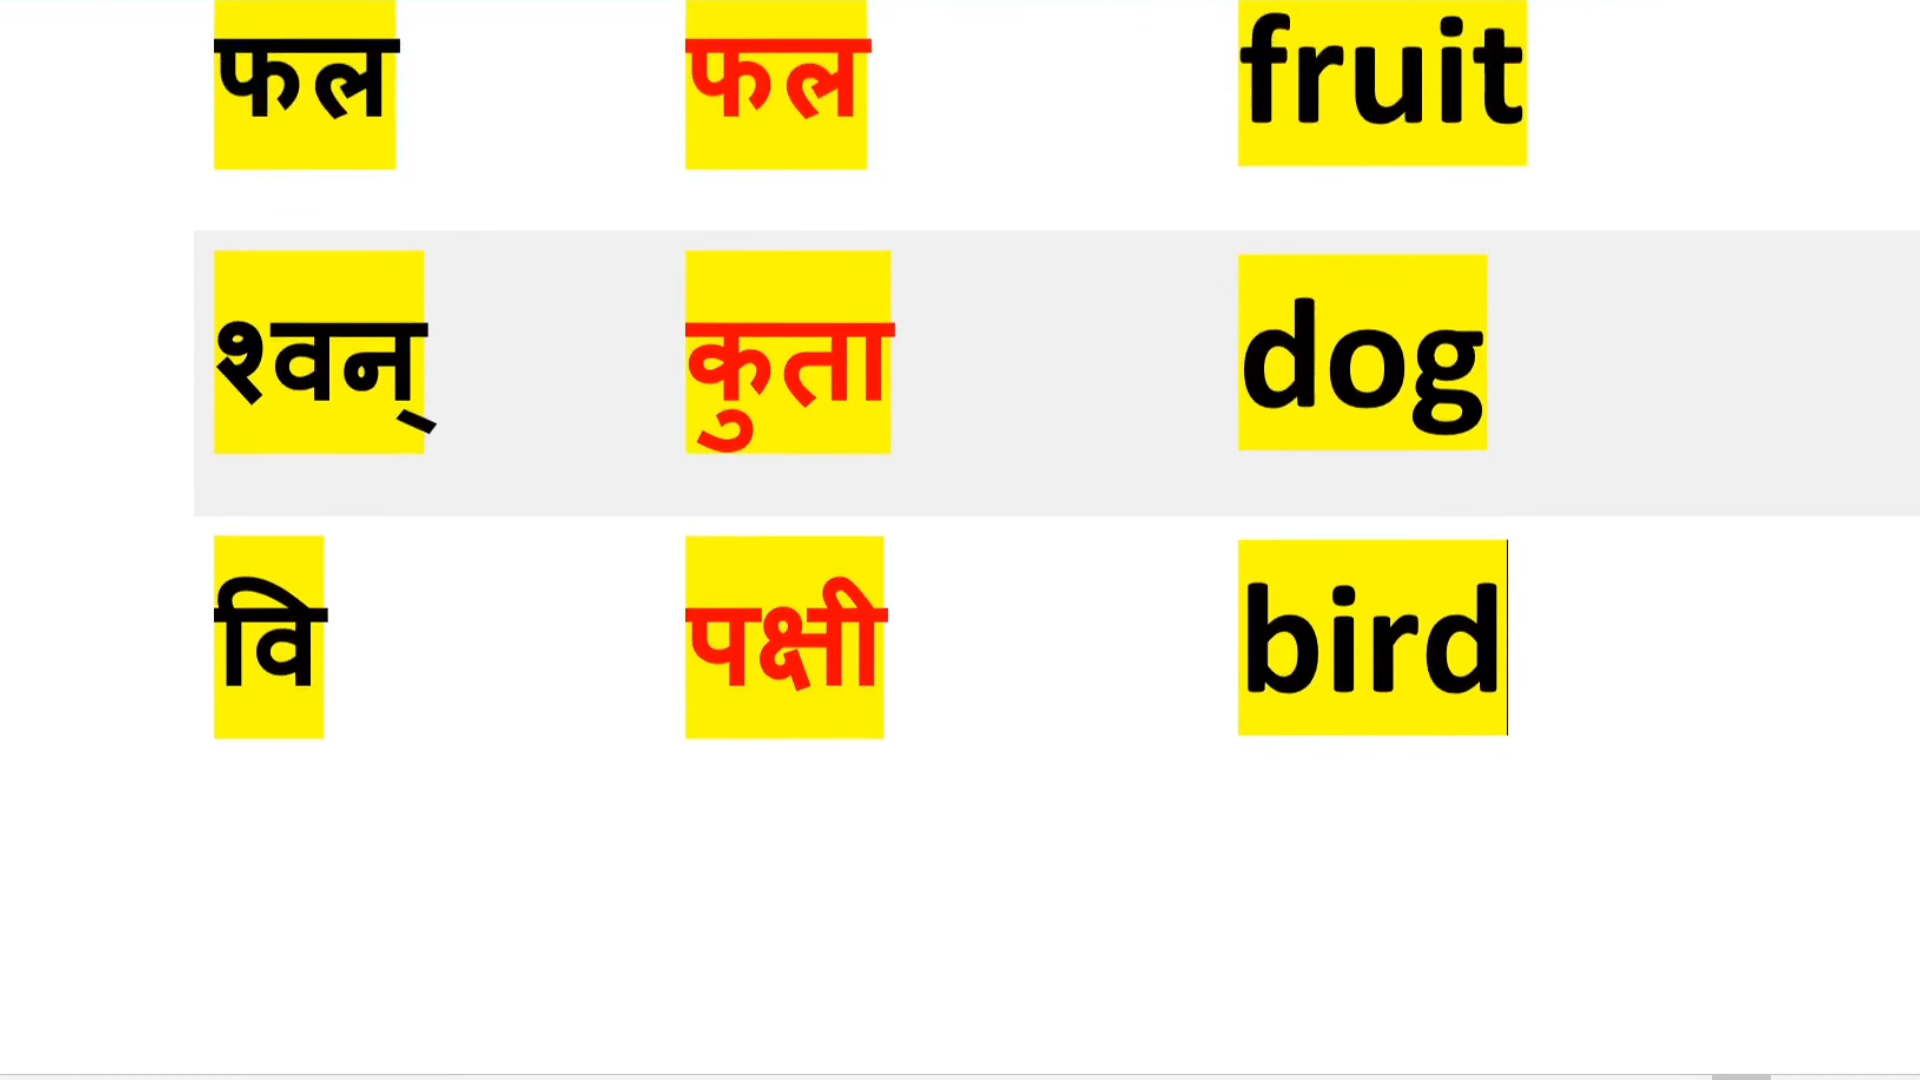 फल फल fruit
श्वन् कुता dog
वि पक्षी bird